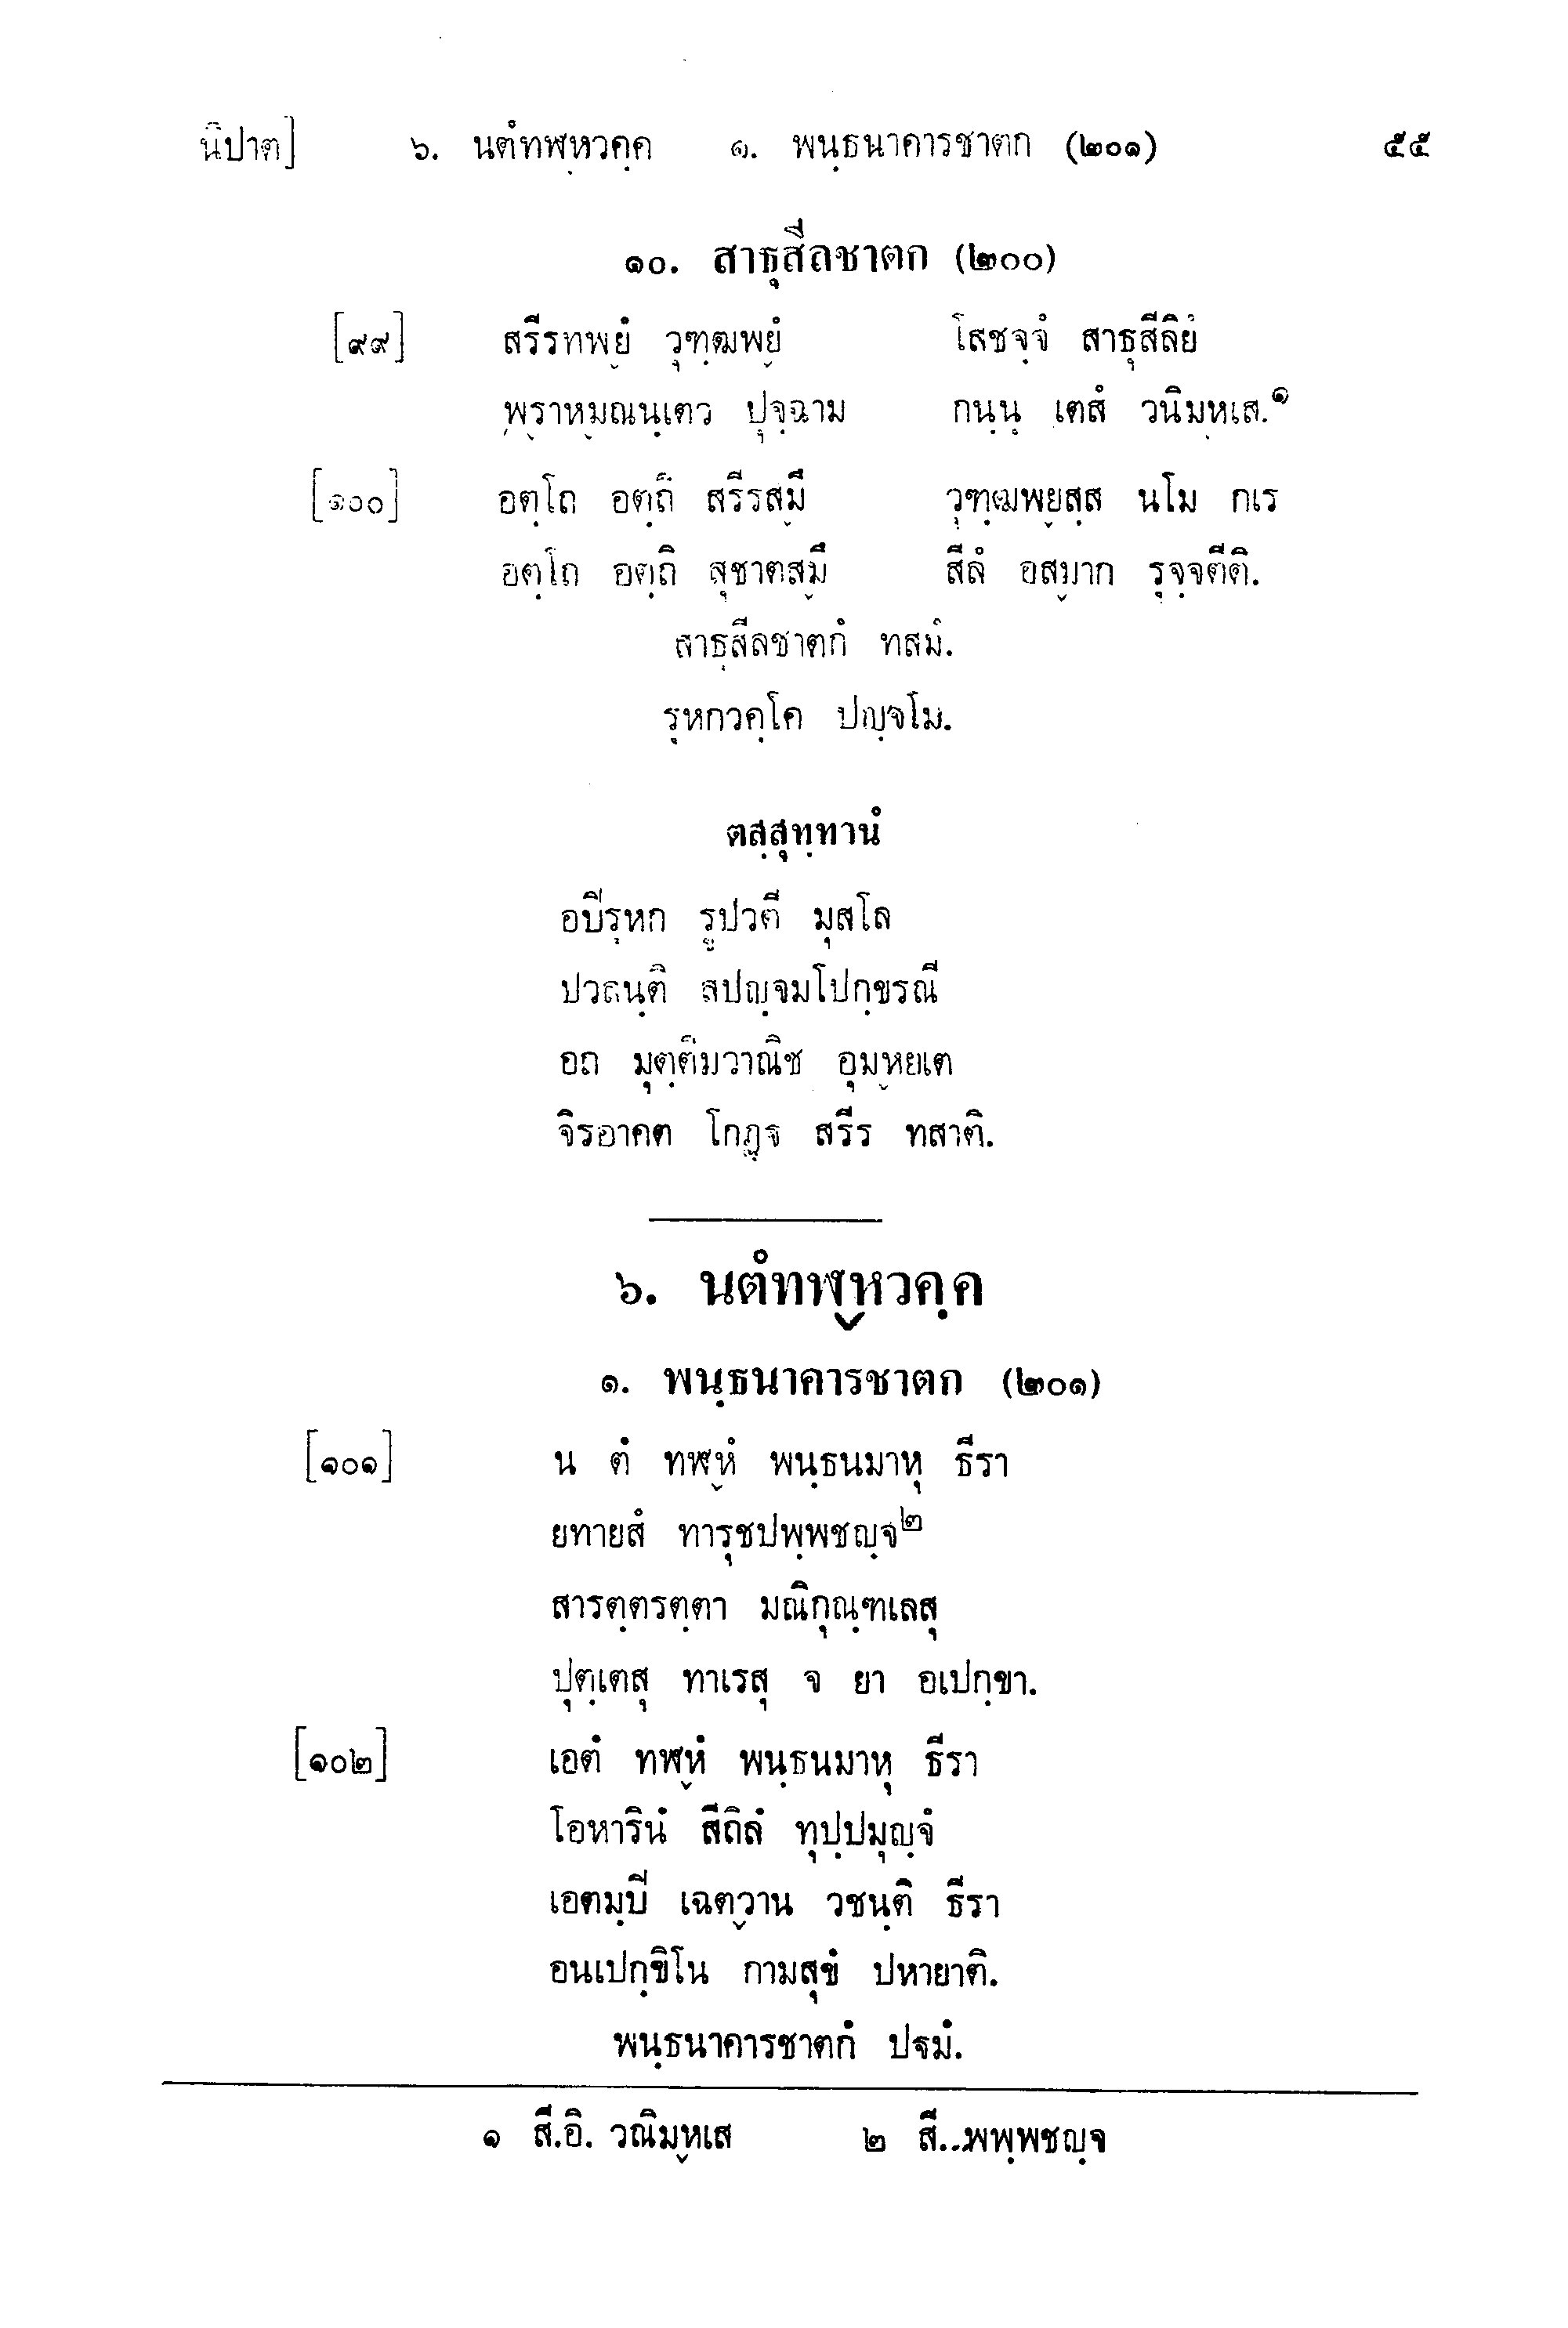 นิปาต] ๖. นตํทฬฺหวคฺค ๑. พนฺธนาคารชาตก (๒๐๑) ๕๕
๑๐. สาธุสีลชาตก (๒๐๐)
[๙๙] สรีรทพฺยํ วุฑฺฒพฺยํ โสชจฺจํ สาธุสีลิยํ
พฺราหฺมณนฺเตว ปุจฺฉาม กนฺนุ เตสํ วนิมฺหเส.๑
[๑๐๐] อตฺโถ อตฺถิ สรีรสฺมึ วุฑฺฒพฺยสฺส นโม กเร
อตฺโถ อตฺถิ สุชาตสฺมึ สีลํ อสฺมาก รุจฺจตีติ.
สาธุสีลชาตกํ ทสมํ.
รุหกวคฺโค ปญฺจโม.
ตสฺสุทฺทานํ
อปิรุหก รูปวตี มุสโล
ปวสนฺติ สปญฺจมโปกฺขรณี
อถ มุตฺติมวาณิช อุมฺหยเต
จิรอาคต โกฏฺฐ สรีร ทสาติ.
๖. นตํทฬฺหวคฺค
๑. พนฺธนาคารชาตก (๒๐๑)
[๑๐๑] น ตํ ทฬฺหํ พนฺธนมาหุ ธีรา
ยทายสํ ทารุชปพฺพชญฺจ๒
สารตฺตรตฺตา มณิกุณฺฑเลสุ
ปุตฺเตสุ ทาเรสุ จ ยา อเปกฺขา.
[๑๐๒] เอตํ ทฬฺหํ พนฺธนมาหุ ธีรา
โอหารินํ สีถิลํ ทุปฺปมุญฺจํ
เอตมฺปิ เฉตฺวาน วชนฺติ ธีรา
อนเปกฺขิโน กามสุขํ ปหายาติ.
พนฺธนาคารชาตกํ ปฐมํ.
๑ สี.อิ. วณิมฺหเส ๒ สี...พพฺพชญฺจ